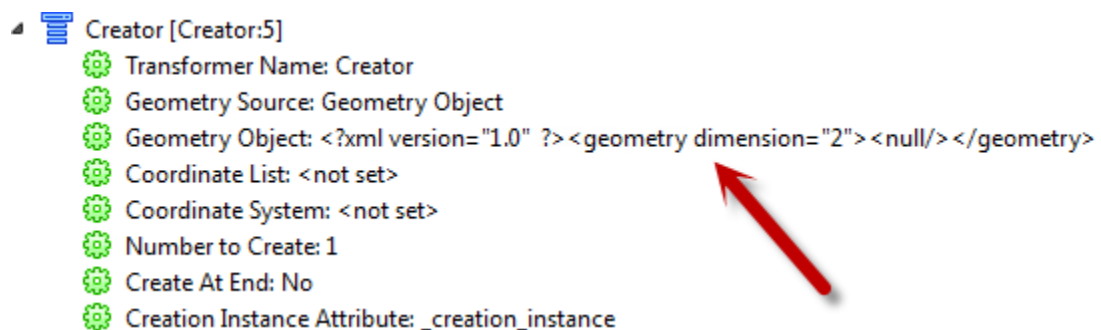 Creator [Creator:5]
Transformer Name: Creator
Geometry Source: Geometry Object
Geometry Object: <?xml version="1.0" ?><geometry dimension="2"><null/></geometry>
Coordinate List: <not set>
Coordinate System: <not set>
Number to Create: 1
Create At End: No
Creation Instance Attribute: _creation_instance